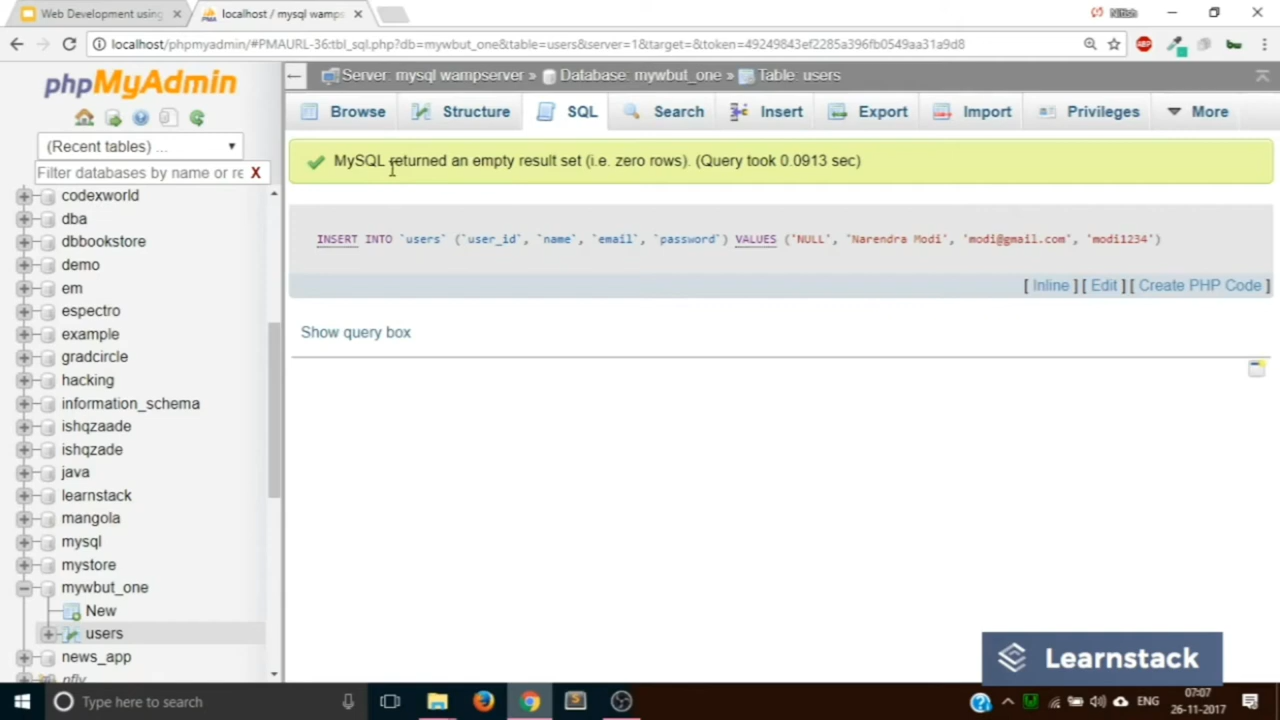 Web Development using
localhost / mysql wamps
Nitish
localhost/phpmyadmin/#PMAURL-36:tbl_sql.php?db=mywbut_one&table=users&server=1&target=&token=49249843ef2285a396fb0549aa31a9d8
ABP
phpMyAdmin
(Recent tables) ...
Filter databases by name or re X
codexworld
dba
dbbookstore
demo
em
espectro
example
gradcircle
hacking
information_schema
ishqzaade
ishqzade
java
learnstack
mangola
mysql
mystore
mywbut_one
New
users
news_app
Server: mysql wampserver » Database: mywbut_one » Table: users
Browse Structure SQL Search Insert Export Import Privileges More
MySQL returned an empty result set (i.e. zero rows). (Query took 0.0913 sec)
INSERT INTO `users` (`user_id`, `name`, `email`, `password`) VALUES ('NULL', 'Narendra Modi', 'modi@gmail.com', 'modi1234')
[ Inline ] [ Edit ] [ Create PHP Code ]
Show query box
Learnstack
Type here to search
ENG
07:07
26-11-2017